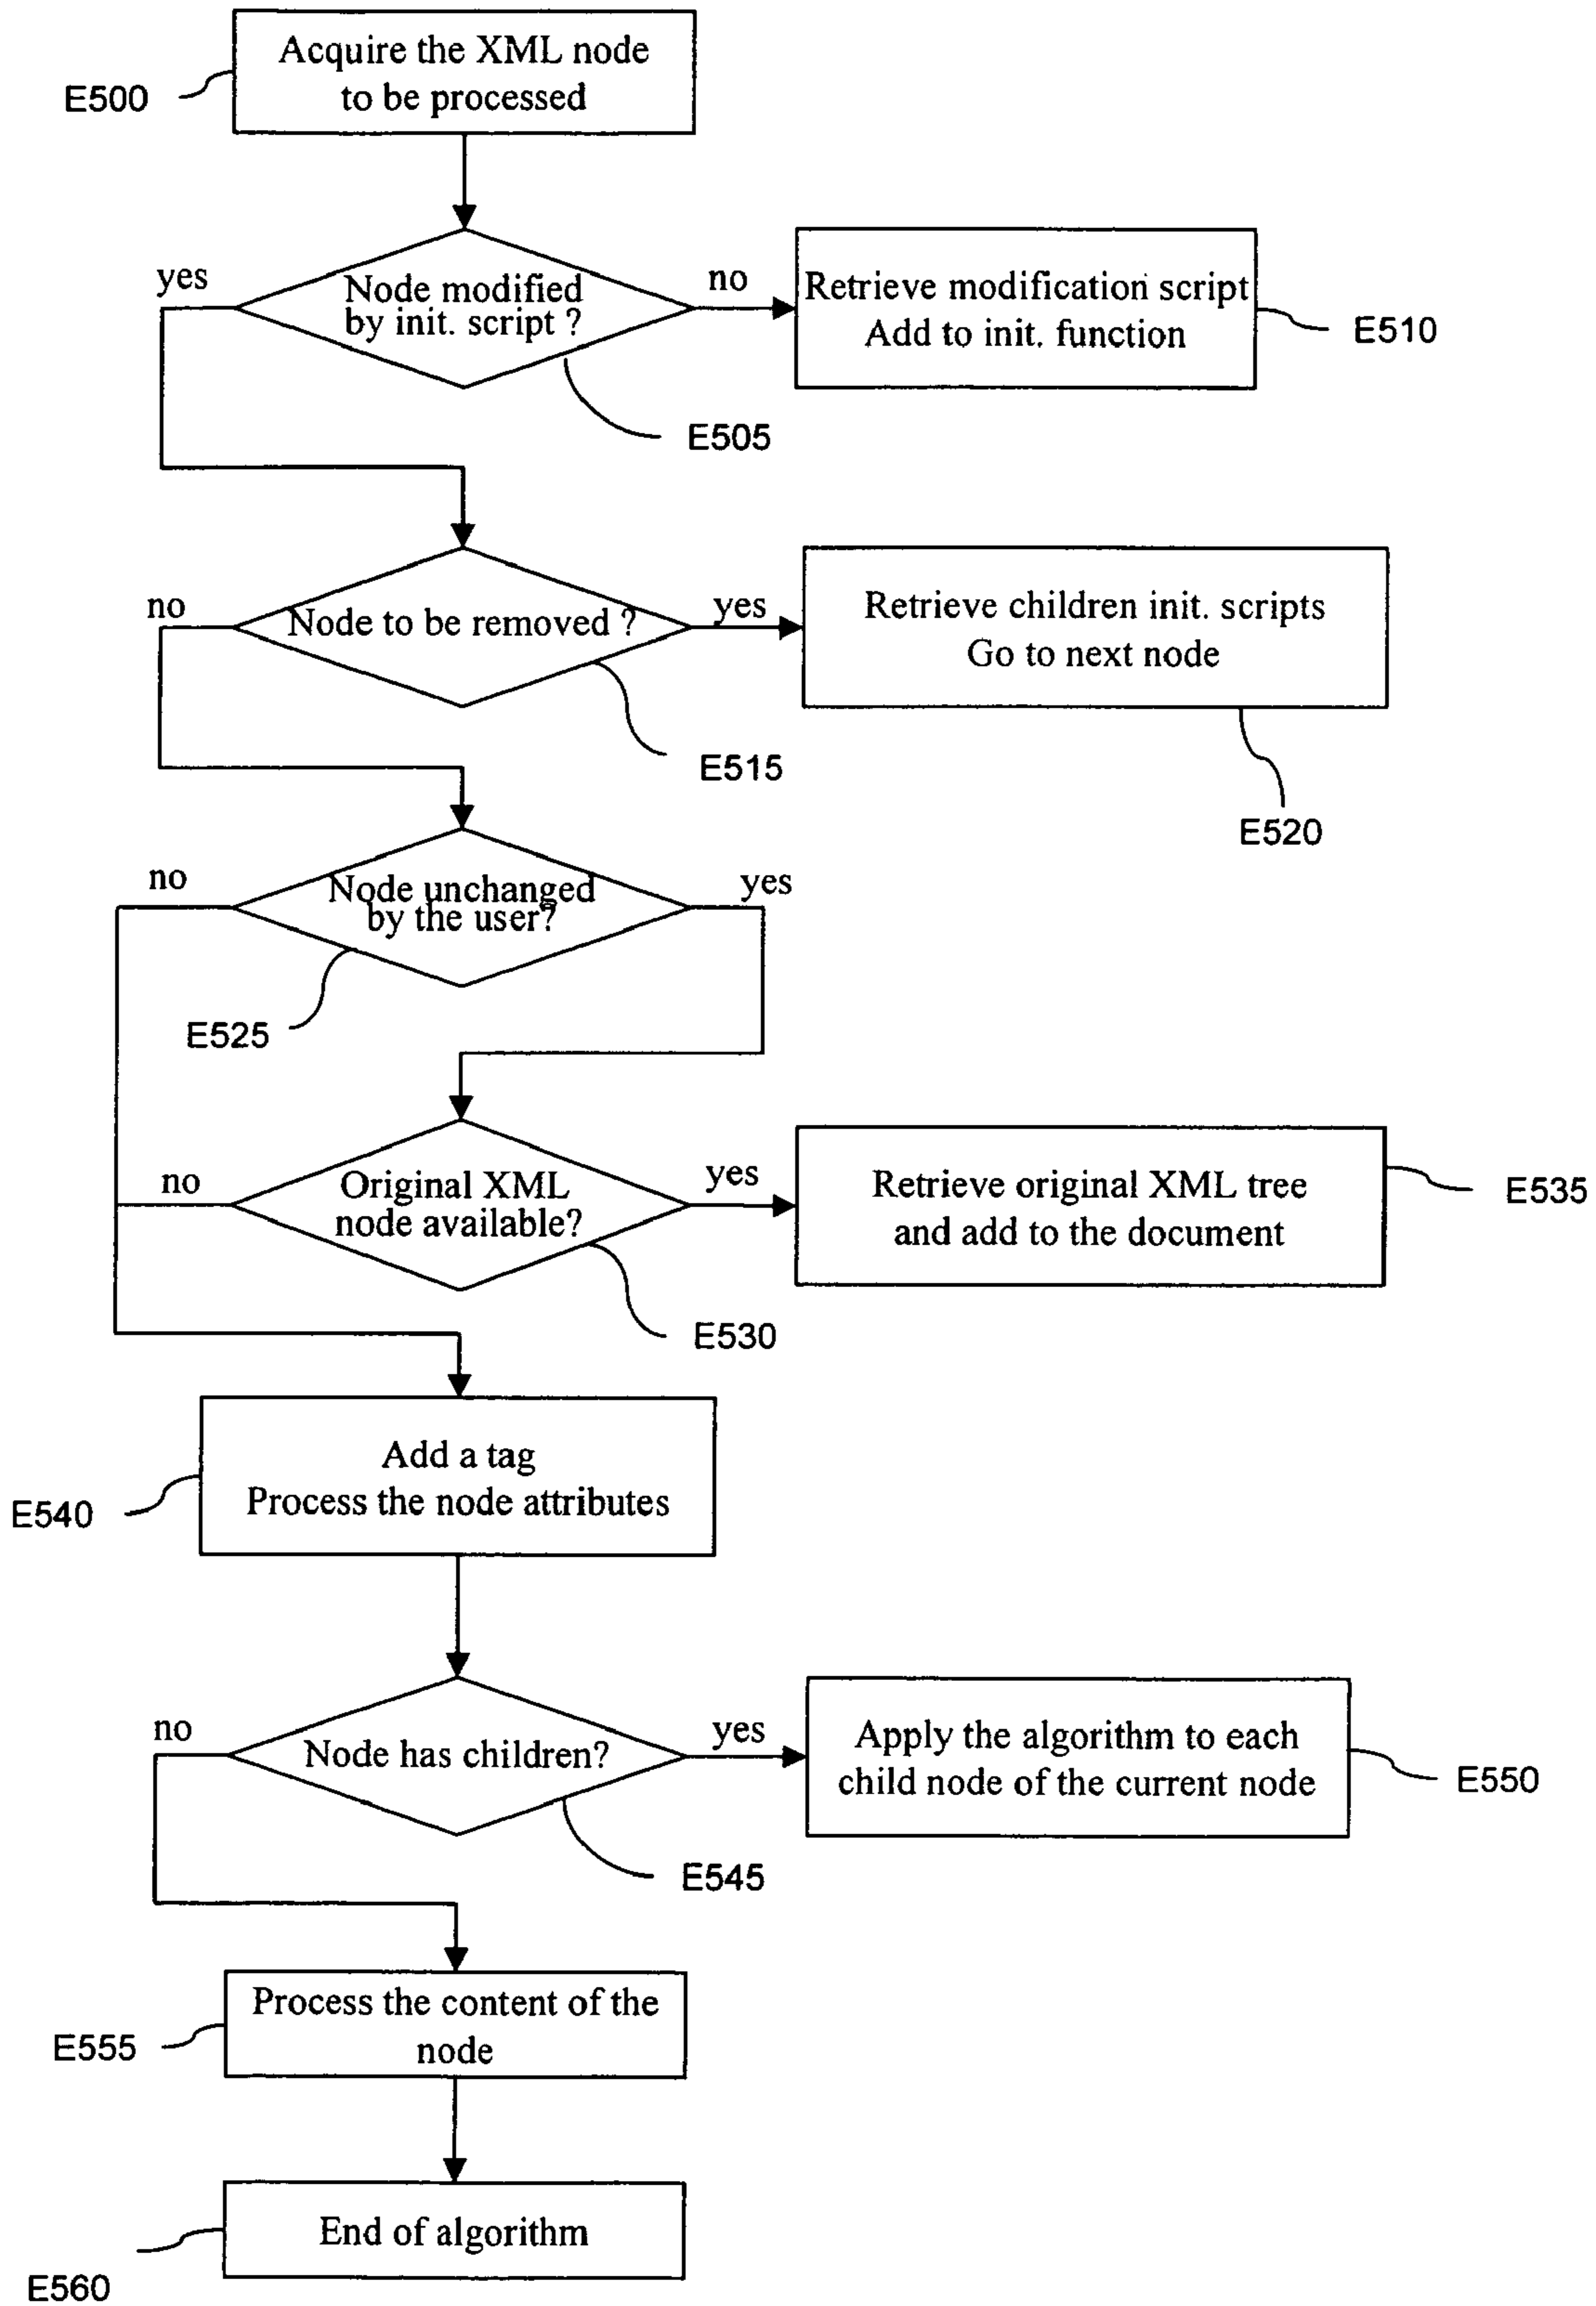 Acquire the XML node
to be processed
E500
yes
Node modified
by init. script ?
no
Retrieve modification script
Add to init. function
E510
E505
no
Node to be removed ?
yes
Retrieve children init. scripts
Go to next node
E515
E520
no
Node unchanged
by the user?
yes
E525
no
Original XML
node available?
yes
Retrieve original XML tree
and add to the document
E535
E530
Add a tag
Process the node attributes
E540
no
Node has children?
yes
Apply the algorithm to each
child node of the current node
E550
E545
Process the content of the
node
E555
End of algorithm
E560